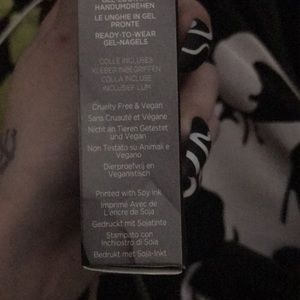 HANDUMDREHEN
LE UNGHIE IN GEL
PRONTE
READY-TO-WEAR
GEL-NAGELS
COLLE INCLUSES
KLEBER INBEGRIFFEN
COLLA INCLUSE
INCLUSIEF LIJM
Cruelty Free & Vegan
Sans Cruauté et Végane
Nicht an Tieren Getestet
und Vegan
Non Testato su Animali e
Vegano
Dierproefvrij en
Veganistisch
Printed with Soy Ink
Imprimé Avec de
L'encre de Soja
Gedruckt mit Sojatinte
Stampato con
Inchiostro di Soia
Bedrukt met Soja-Inkt